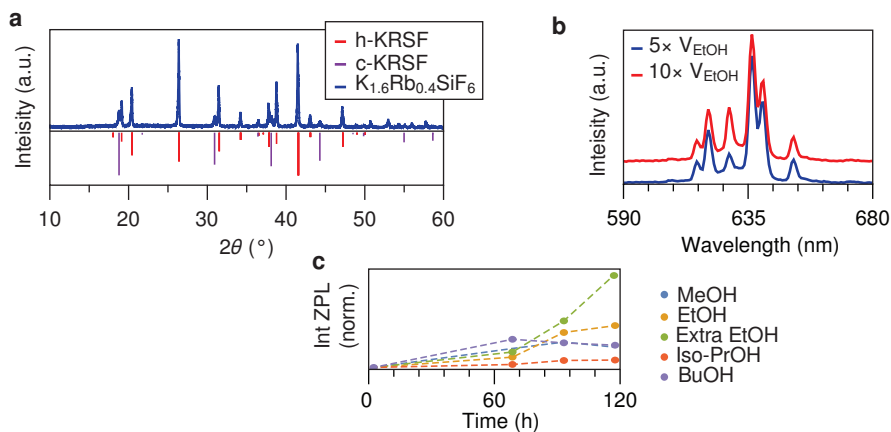 a
Inteisity (a.u.)
h-KRSF
c-KRSF
K1.6Rb0.4SiF6
10 20 30 40 50 60
2θ (°)
b
Inteisity (a.u.)
5× VEtOH
10× VEtOH
590 635 680
Wavelength (nm)
c
Int ZPL
(norm.)
0 60 120
Time (h)
MeOH
EtOH
Extra EtOH
Iso-PrOH
BuOH